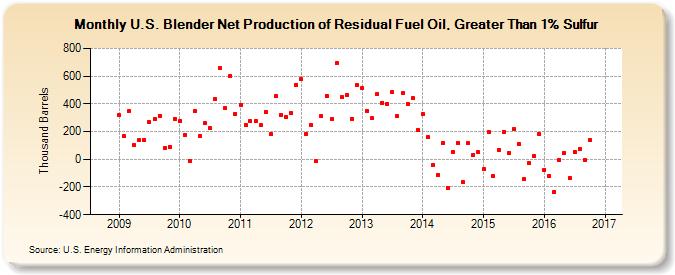 Monthly U.S. Blender Net Production of Residual Fuel Oil, Greater Than 1% Sulfur
Thousand Barrels
800
600
400
200
0
-200
-400
2009 2010 2011 2012 2013 2014 2015 2016 2017
Source: U.S. Energy Information Administration